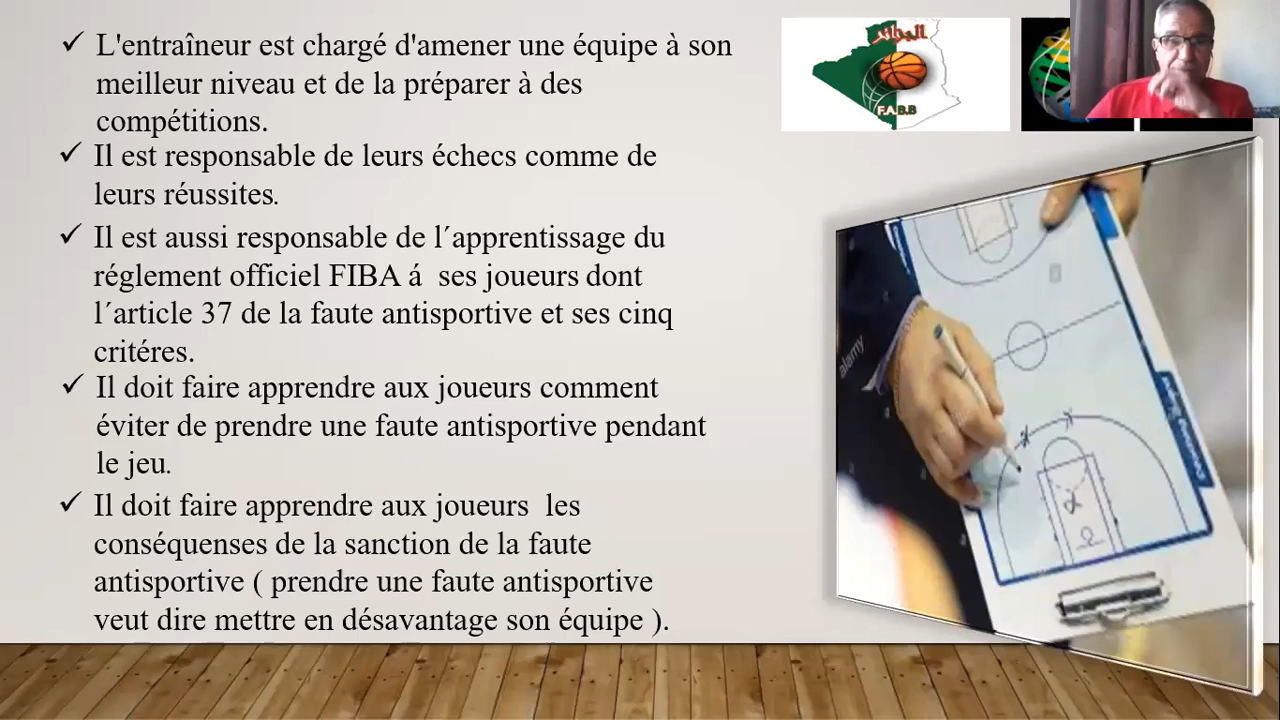 ✓ L'entraîneur est chargé d'amener une équipe à son
meilleur niveau et de la préparer à des
compétitions.
✓ Il est responsable de leurs échecs comme de
leurs réussites.
✓ Il est aussi responsable de l´apprentissage du
réglement officiel FIBA á ses joueurs dont
l´article 37 de la faute antisportive et ses cinq
critéres.
✓ Il doit faire apprendre aux joueurs comment
éviter de prendre une faute antisportive pendant
le jeu.
✓ Il doit faire apprendre aux joueurs les
conséquenses de la sanction de la faute
antisportive ( prendre une faute antisportive
veut dire mettre en désavantage son équipe ).
الجزائر
F.A.B.B
alamy